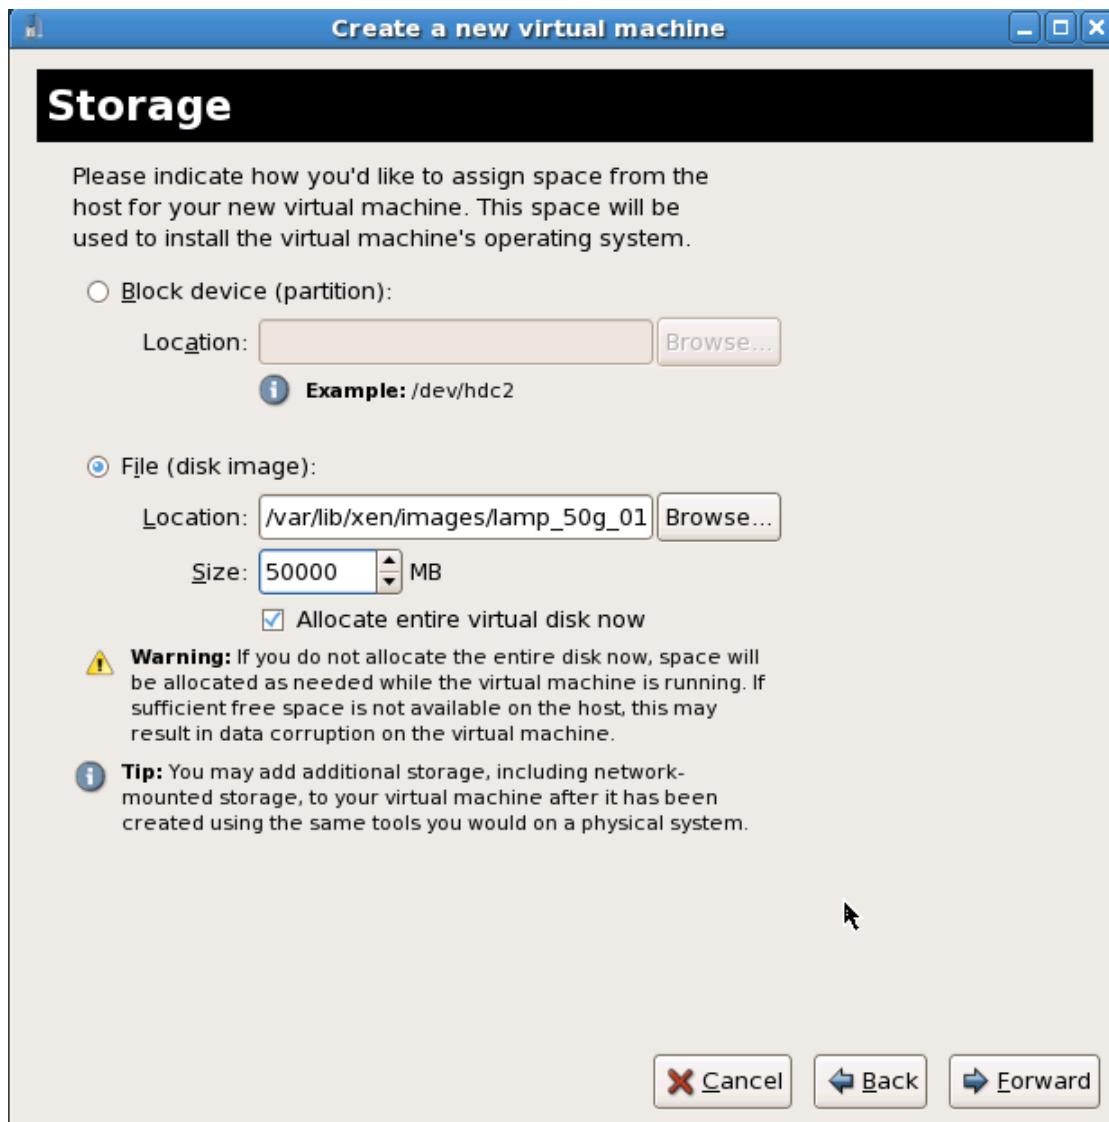 Create a new virtual machine
Storage
Please indicate how you'd like to assign space from the
host for your new virtual machine. This space will be
used to install the virtual machine's operating system.
Block device (partition):
Location: Browse...
Example: /dev/hdc2
File (disk image):
Location: /var/lib/xen/images/lamp_50g_01 Browse...
Size: 50000 MB
Allocate entire virtual disk now
Warning: If you do not allocate the entire disk now, space will
be allocated as needed while the virtual machine is running. If
sufficient free space is not available on the host, this may
result in data corruption on the virtual machine.
Tip: You may add additional storage, including network-
mounted storage, to your virtual machine after it has been
created using the same tools you would on a physical system.
Cancel Back Forward